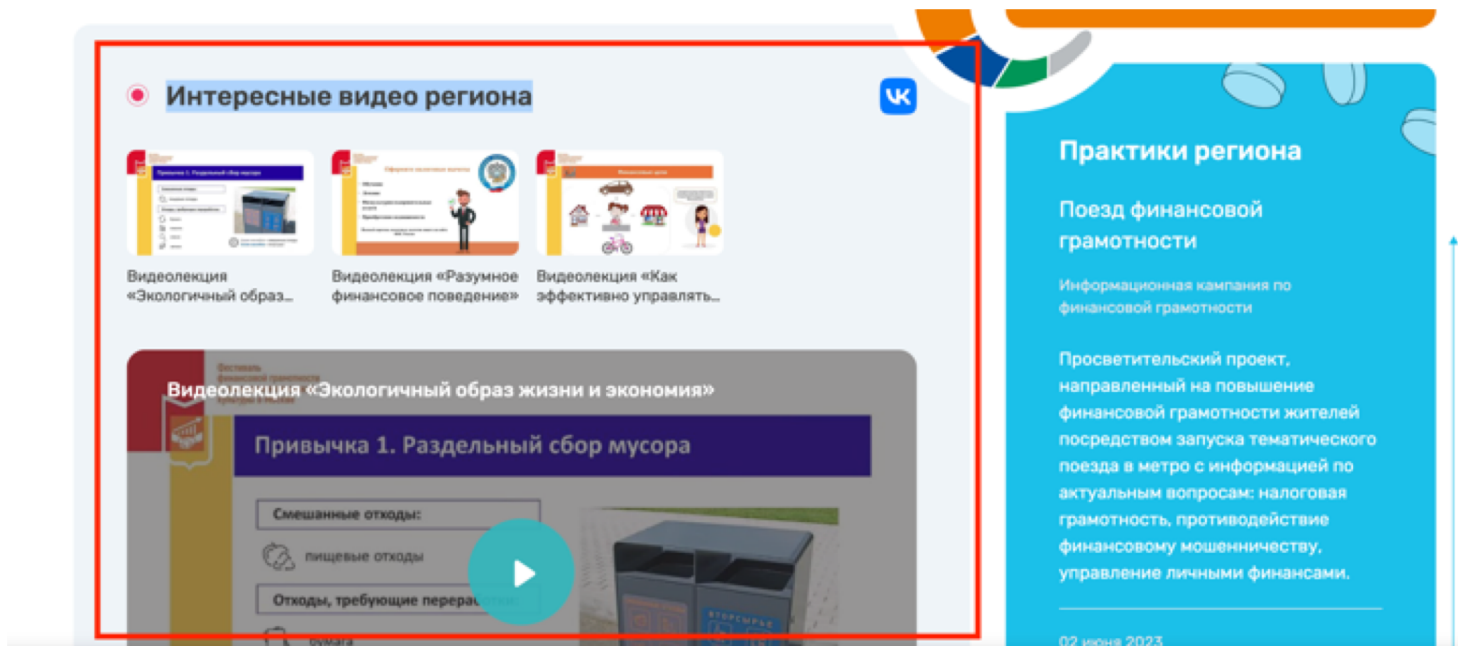 Интересные видео региона
Видеолекция
«Экологичный образ...
Видеолекция «Разумное
финансовое поведение»
Видеолекция «Как
эффективно управлять...
Видеолекция «Экологичный образ жизни и экономия»
Привычка 1. Раздельный сбор мусора
Смешанные отходы:
пищевые отходы
Отходы, требующие
бумага
ВТОРСЫРЬЕ
Практики региона
Поезд финансовой
грамотности
Информационная кампания по
финансовой грамотности
Просветительский проект,
направленный на повышение
финансовой грамотности жителей
посредством запуска тематического
поезда в метро с информацией по
актуальным вопросам: налоговая
грамотность, противодействие
финансовому мошенничеству,
управление личными финансами.
02 июня 2023